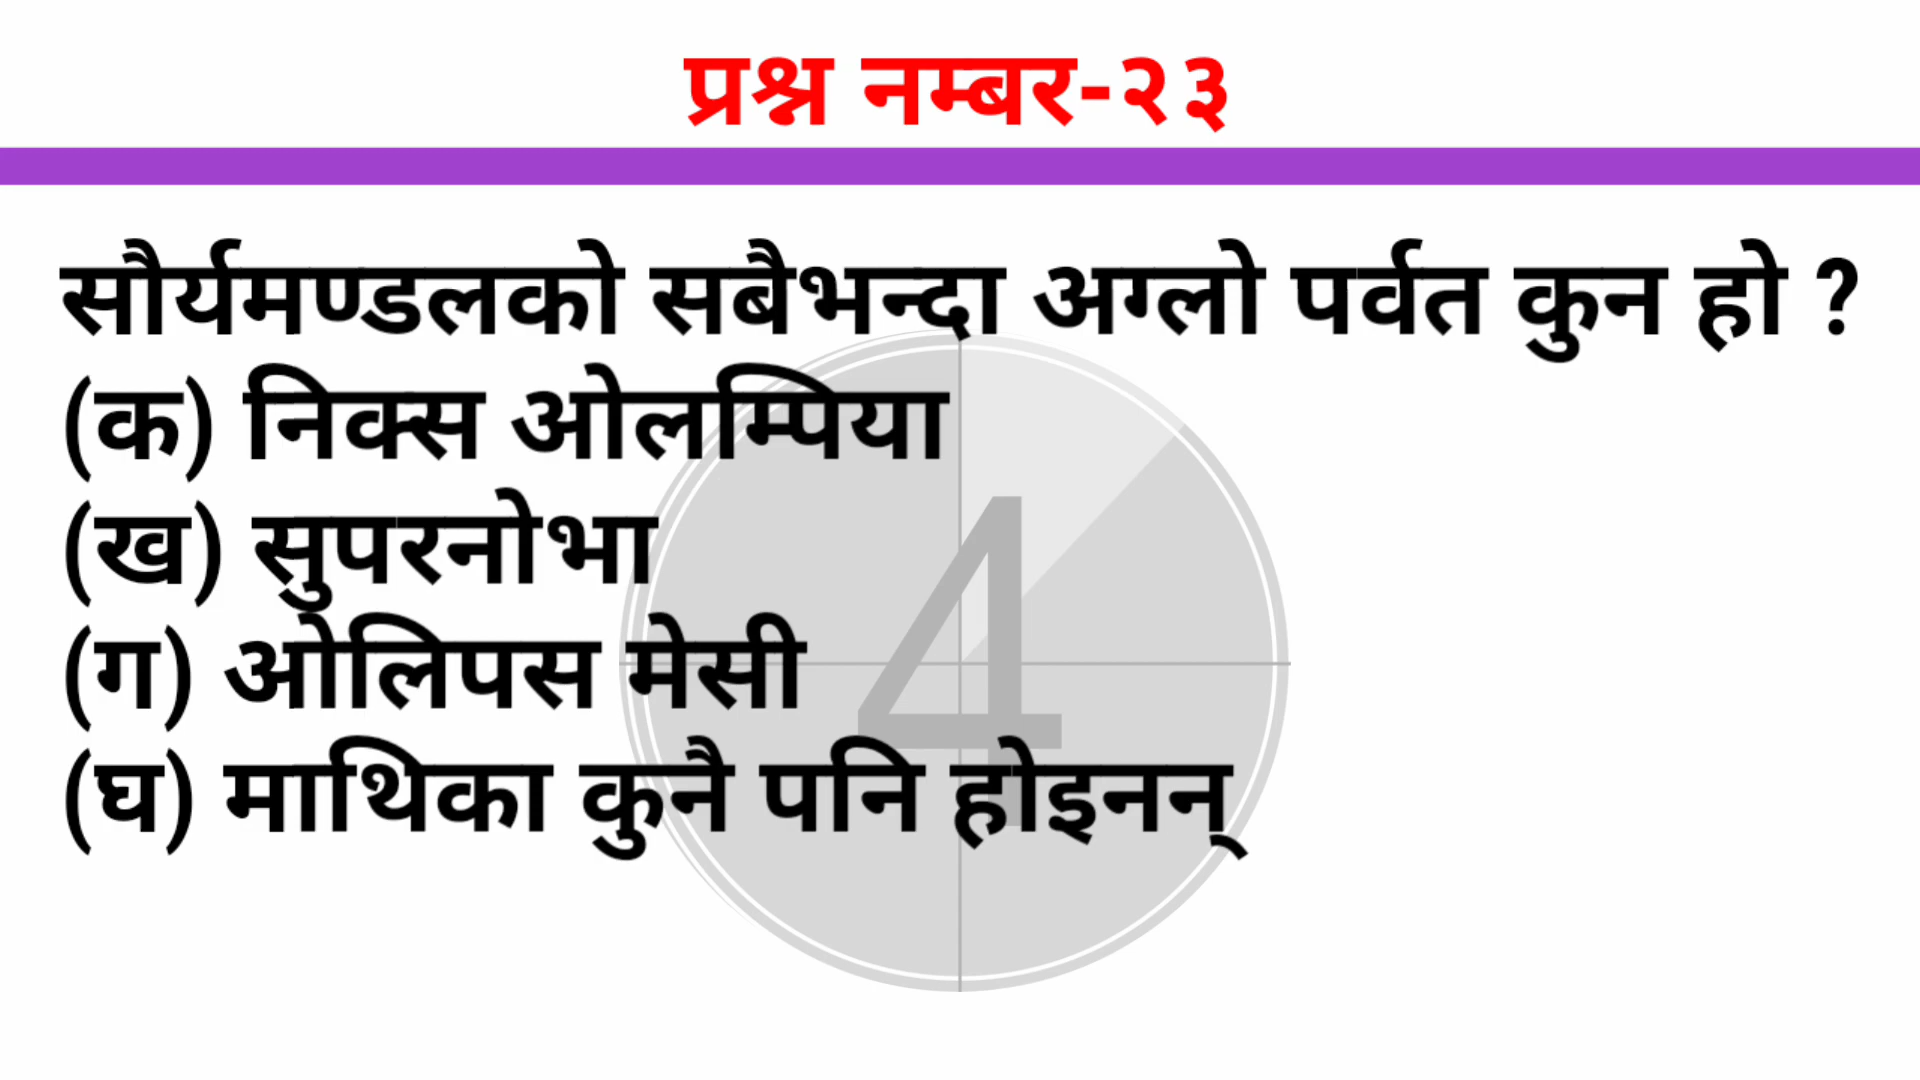 प्रश्न नम्बर-२३
सौर्यमण्डलको सबैभन्दा अग्लो पर्वत कुन हो ?
(क) निक्स ओलम्पिया
(ख) सुपरनोभा
(ग) ओलिपस मेसी
(घ) माथिका कुनै पनि होइनन्
4